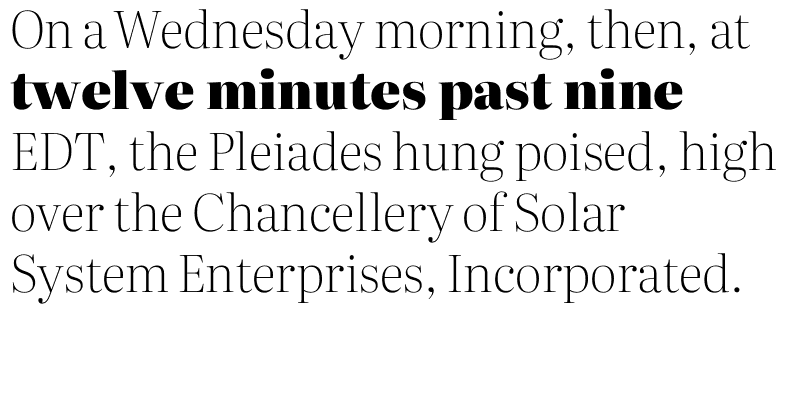 On a Wednesday morning, then, at
twelve minutes past nine
EDT, the Pleiades hung poised, high
over the Chancellery of Solar
System Enterprises, Incorporated.